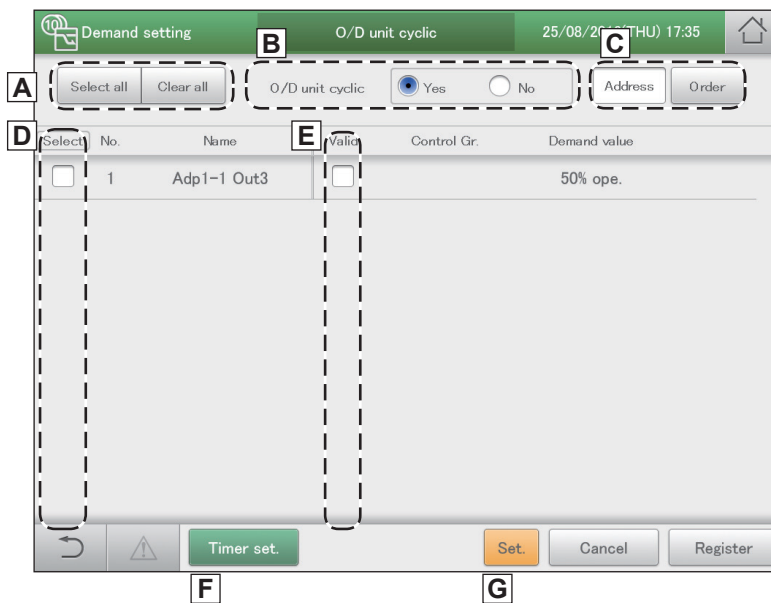 10 Demand setting B O/D unit cyclic 25/08/2016(THU) 17:35
C
A Select all Clear all O/D unit cyclic Yes No Address Order
D Select No. Name E Valid Control Gr. Demand value
1 Adp1-1 Out3 50% ope.
Timer set. Set. Cancel Register
F G